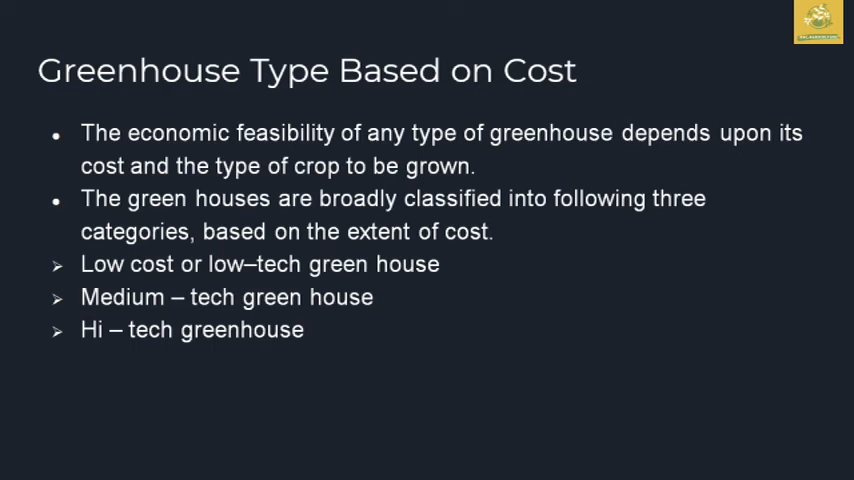 Greenhouse Type Based on Cost
● The economic feasibility of any type of greenhouse depends upon its
cost and the type of crop to be grown.
● The green houses are broadly classified into following three
categories, based on the extent of cost.
➢ Low cost or low–tech green house
➢ Medium – tech green house
➢ Hi – tech greenhouse